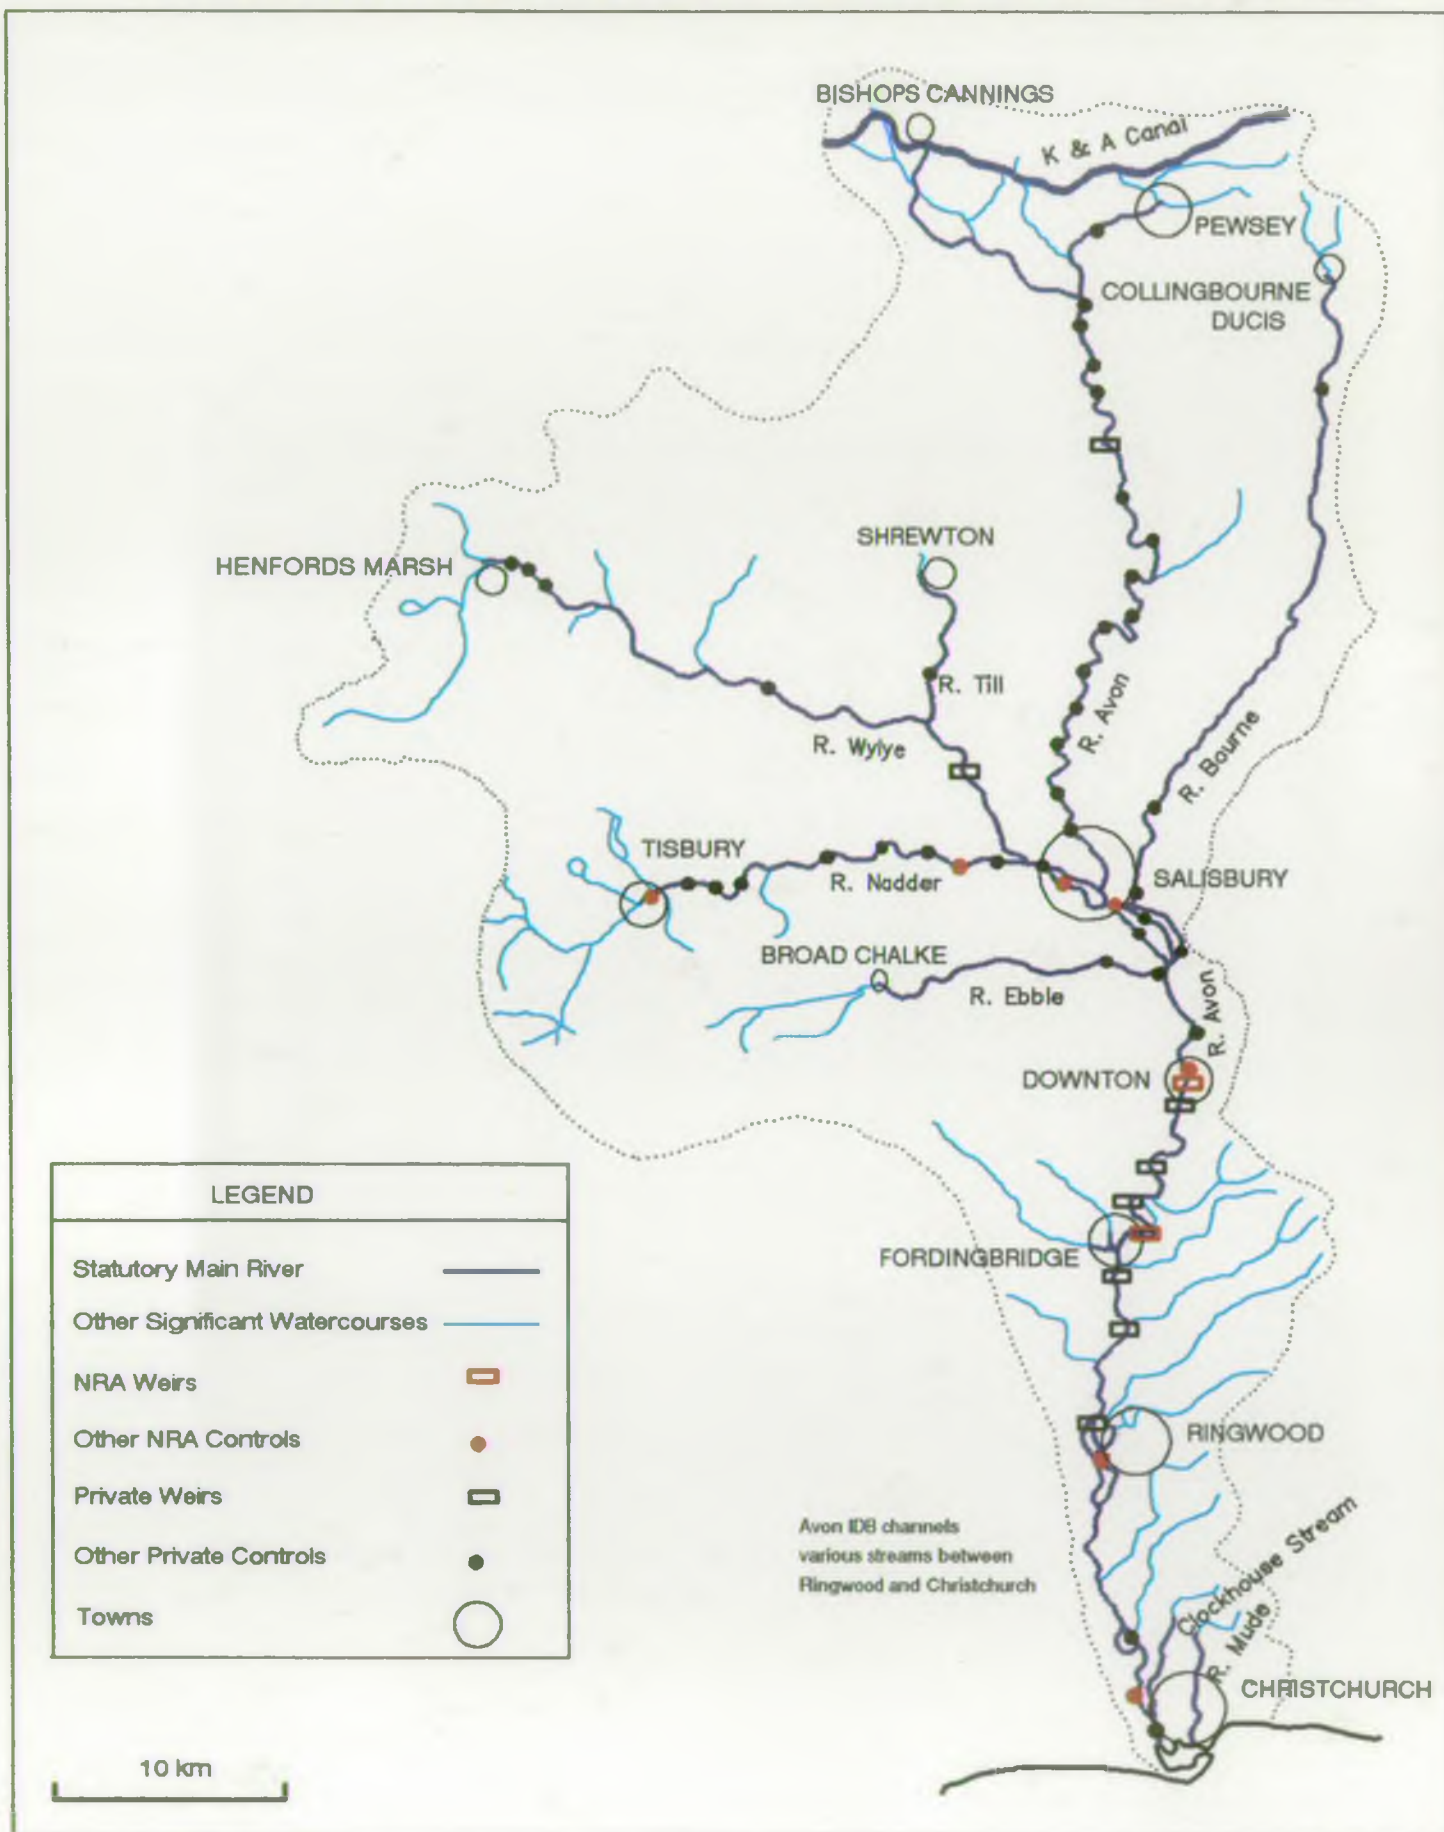 BISHOPS CANNINGS
K & A Canal
PEWSEY
COLLINGBOURNE
DUCIS
SHREWTON
HENFORDS MARSH
R. Till
R. Avon
R. Wylye
R. Bourne
TISBURY
R. Nadder
SALISBURY
BROAD CHALKE
R. Ebble
R. Avon
DOWNTON
LEGEND
Statutory Main River
Other Significant Watercourses
NRA Weirs
Other NRA Controls
Private Weirs
Other Private Controls
Towns
FORDINGBRIDGE
RINGWOOD
Avon IDB channels
various streams between
Ringwood and Christchurch
Clockhouse Stream
R. Mude
CHRISTCHURCH
10 km